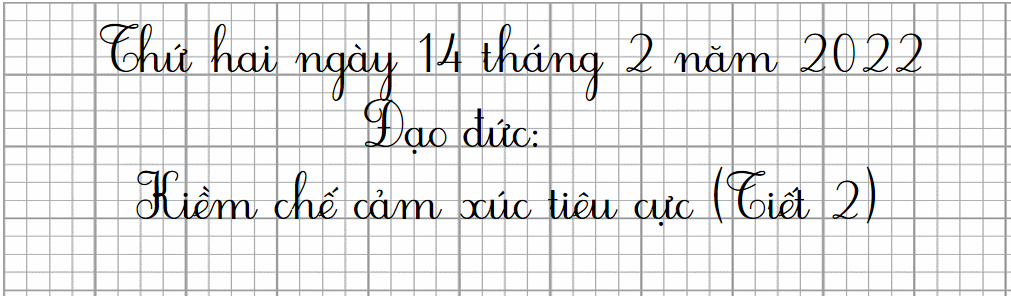 Thứ hai ngày 14 tháng 2 năm 2022
Đạo đức:
Kiềm chế cảm xúc tiêu cực (Tiết 2)